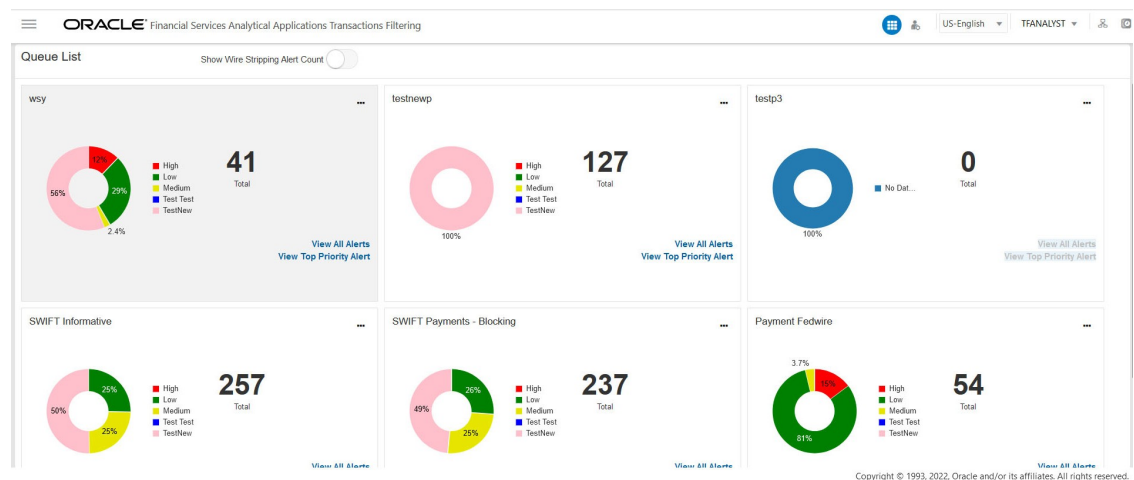 ORACLE® Financial Services Analytical Applications Transactions Filtering
US-English
TFANALYST
Queue List
Show Wire Stripping Alert Count
wsy
...
12%
29%
2.4%
56%
High
Low
Medium
Test Test
TestNew
41
Total
View All Alerts
View Top Priority Alert
testnewp
...
100%
High
Low
Medium
Test Test
TestNew
127
Total
View All Alerts
View Top Priority Alert
testp3
...
100%
No Dat...
0
Total
View All Alerts
View Top Priority Alert
SWIFT Informative
...
25%
25%
50%
High
Low
Medium
Test Test
TestNew
257
Total
View All Alerts
SWIFT Payments - Blocking
...
26%
25%
49%
High
Low
Medium
Test Test
TestNew
237
Total
View All Alerts
Payment Fedwire
...
3.7%
15%
81%
High
Low
Medium
Test Test
TestNew
54
Total
View All Alerts
Copyright © 1993, 2022, Oracle and/or its affiliates. All rights reserved.